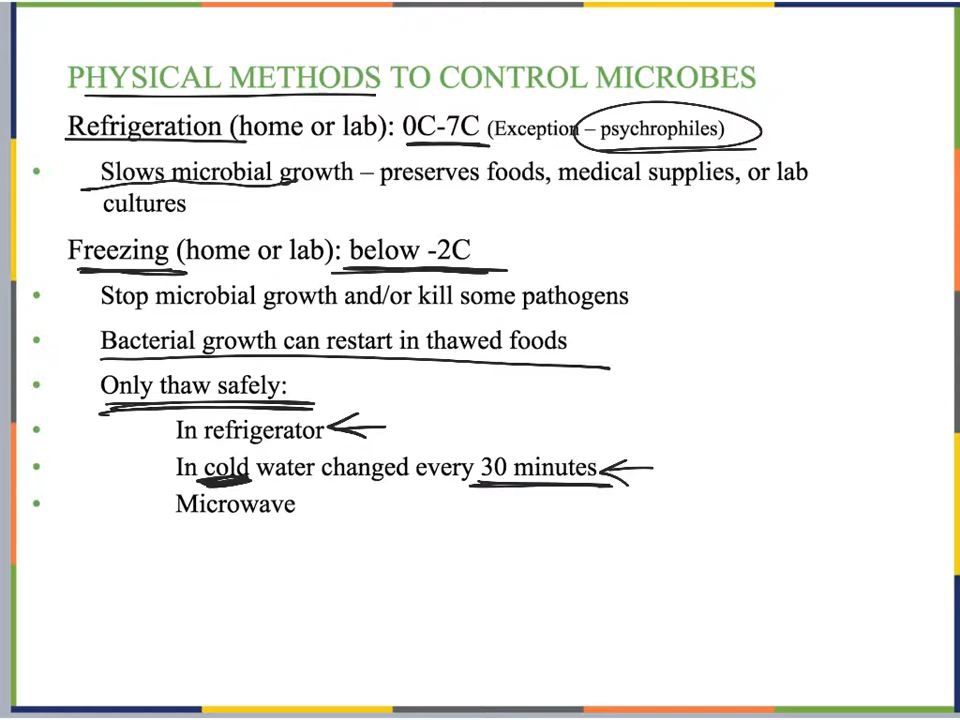 PHYSICAL METHODS TO CONTROL MICROBES
Refrigeration (home or lab): 0C-7C (Exception – psychrophiles)
• Slows microbial growth – preserves foods, medical supplies, or lab
cultures
Freezing (home or lab): below -2C
• Stop microbial growth and/or kill some pathogens
• Bacterial growth can restart in thawed foods
• Only thaw safely:
• In refrigerator
• In cold water changed every 30 minutes
• Microwave